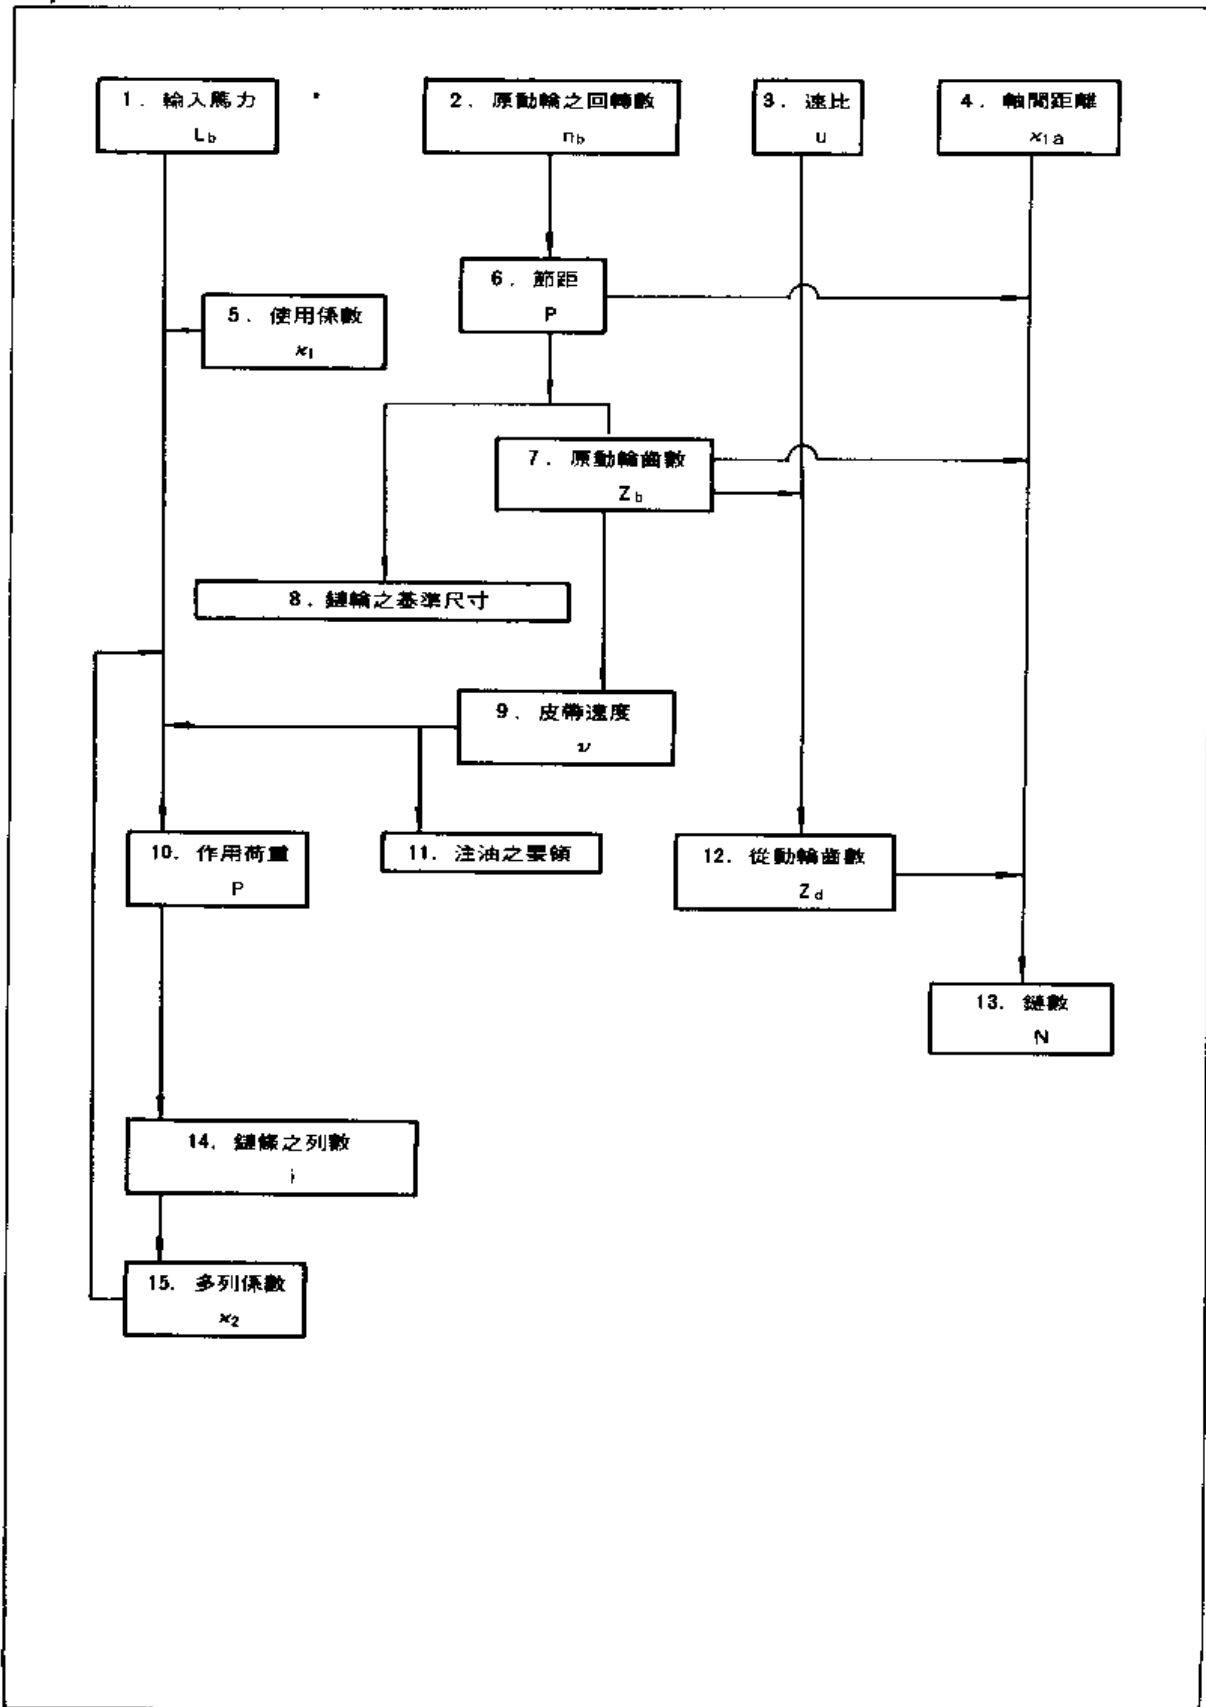 1. 輸入馬力
Lb
2. 原動輪之回轉數
nb
3. 速比
u
4. 軸間距離
x1a
6. 節距
P
5. 使用係數
x1
7. 原動輪齒數
Zb
8. 鏈輪之基準尺寸
9. 皮帶速度
ν
10. 作用荷重
P
11. 注油之要領
12. 從動輪齒數
Zd
13. 鏈數
N
14. 鏈條之列數
i
15. 多列係數
x2